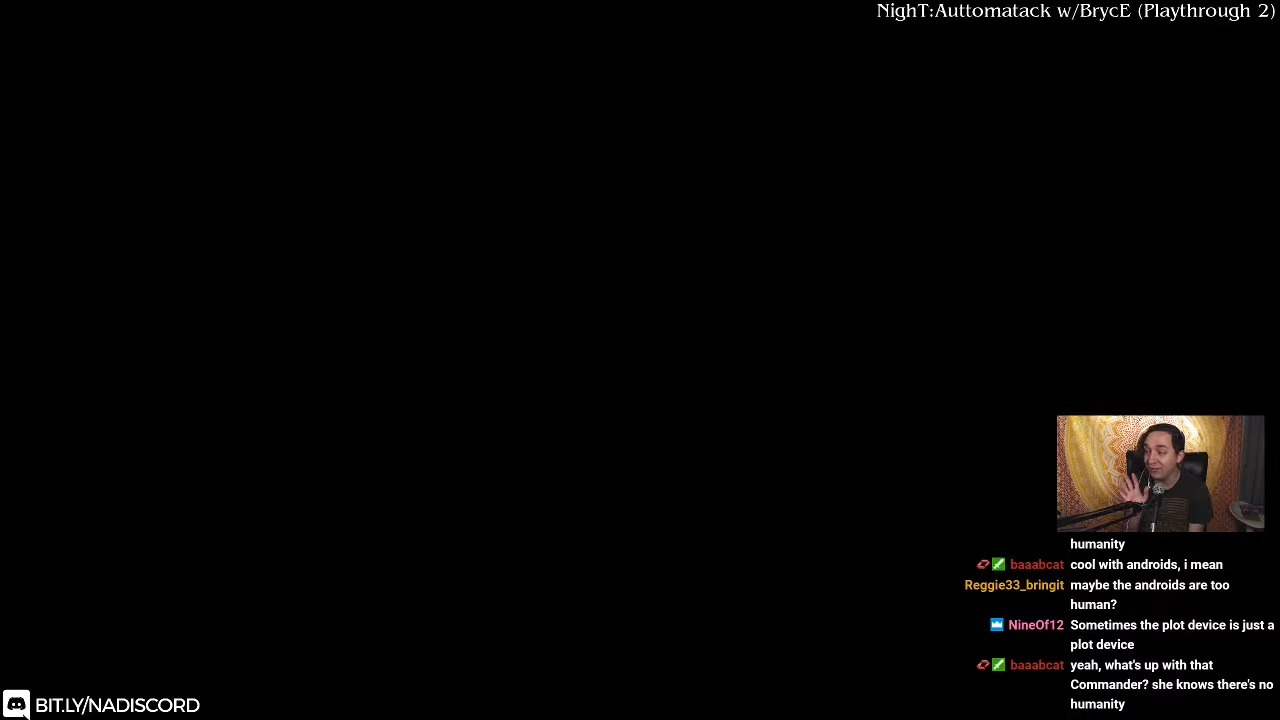 NighT:Auttomatack w/BrycE (Playthrough 2)
humanity
baaabcat cool with androids, i mean
Reggie33_bringit maybe the androids are too
human?
NineOf12 Sometimes the plot device is just a
plot device
baaabcat yeah, what's up with that
Commander? she knows there's no
humanity
BIT.LY/NADISCORD